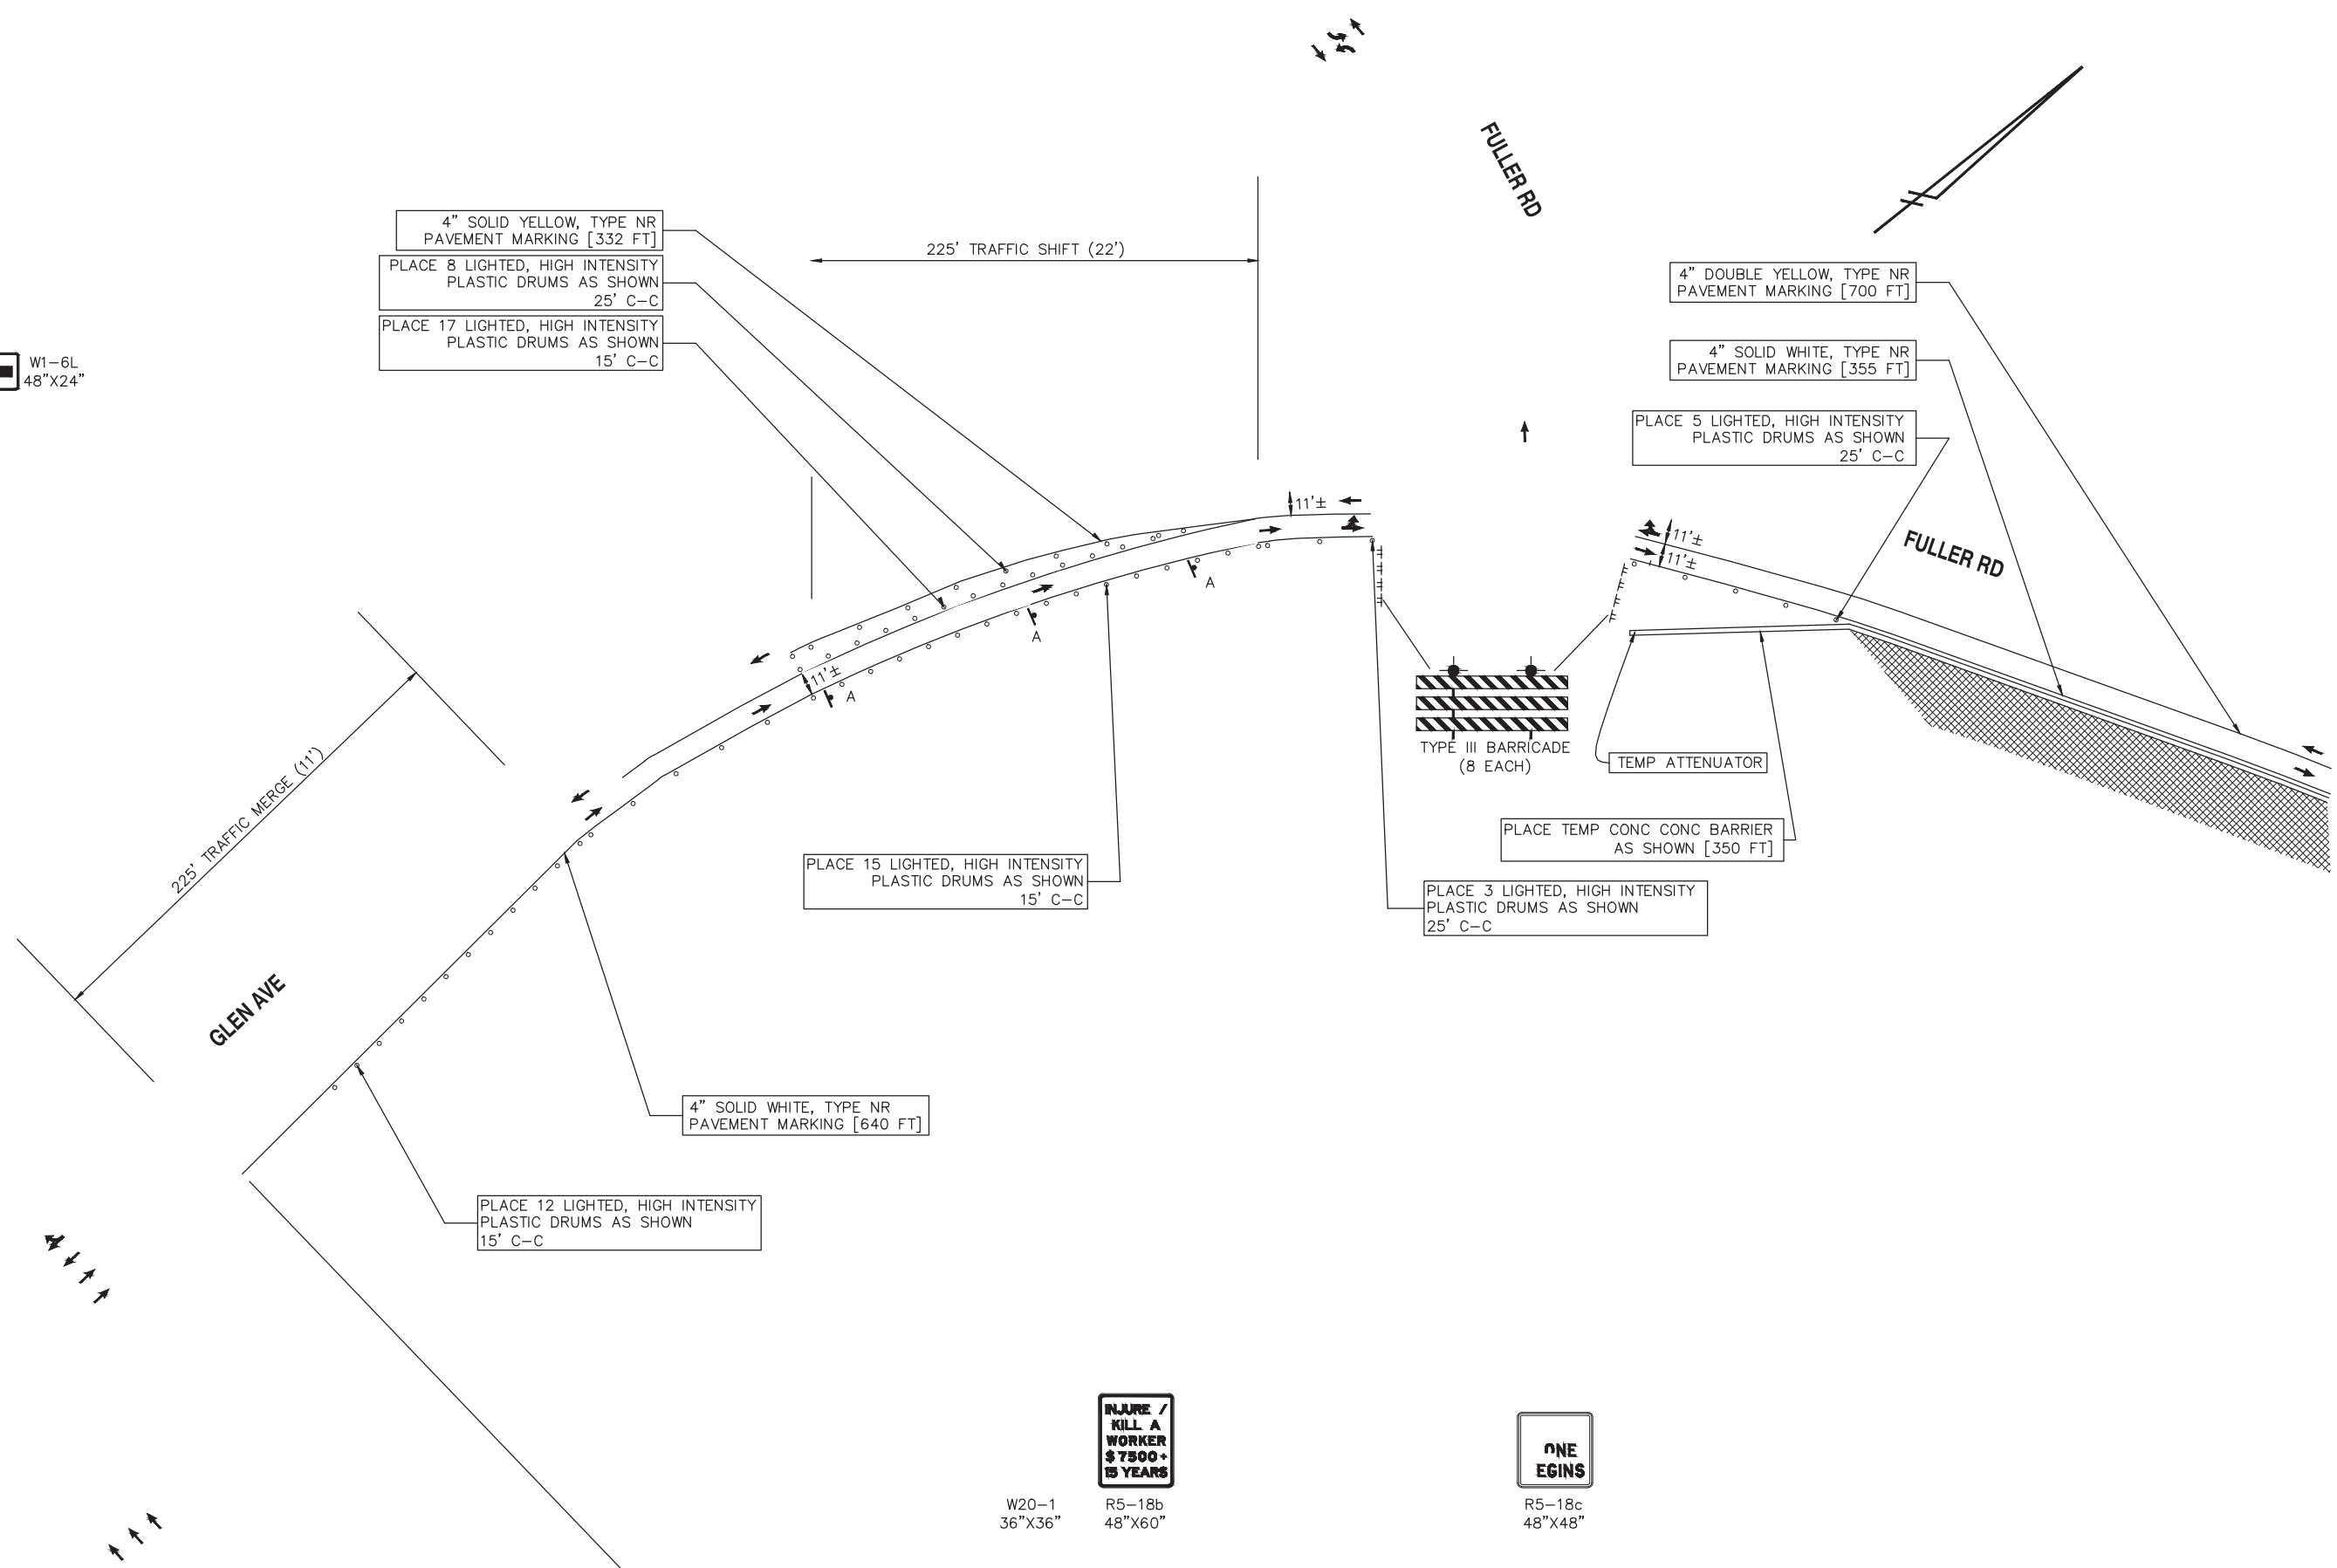 FULLER RD
4" SOLID YELLOW, TYPE NR
PAVEMENT MARKING [332 FT]
PLACE 8 LIGHTED, HIGH INTENSITY
PLASTIC DRUMS AS SHOWN
25' C-C
PLACE 17 LIGHTED, HIGH INTENSITY
PLASTIC DRUMS AS SHOWN
15' C-C
225' TRAFFIC SHIFT (22')
W1-6L
48"X24"
4" DOUBLE YELLOW, TYPE NR
PAVEMENT MARKING [700 FT]
4" SOLID WHITE, TYPE NR
PAVEMENT MARKING [355 FT]
PLACE 5 LIGHTED, HIGH INTENSITY
PLASTIC DRUMS AS SHOWN
25' C-C
11'±
11'±
11'±
FULLER RD
A
A
11'±
A
TYPE III BARRICADE
(8 EACH)
TEMP ATTENUATOR
225' TRAFFIC MERGE (11')
PLACE TEMP CONC CONC BARRIER
AS SHOWN [350 FT]
PLACE 15 LIGHTED, HIGH INTENSITY
PLASTIC DRUMS AS SHOWN
15' C-C
PLACE 3 LIGHTED, HIGH INTENSITY
PLASTIC DRUMS AS SHOWN
25' C-C
GLEN AVE
4" SOLID WHITE, TYPE NR
PAVEMENT MARKING [640 FT]
PLACE 12 LIGHTED, HIGH INTENSITY
PLASTIC DRUMS AS SHOWN
15' C-C
INJURE /
KILL A
WORKER
$ 7500+
15 YEARS
ONE
EGINS
W20-1
36"X36"
R5-18b
48"X60"
R5-18c
48"X48"